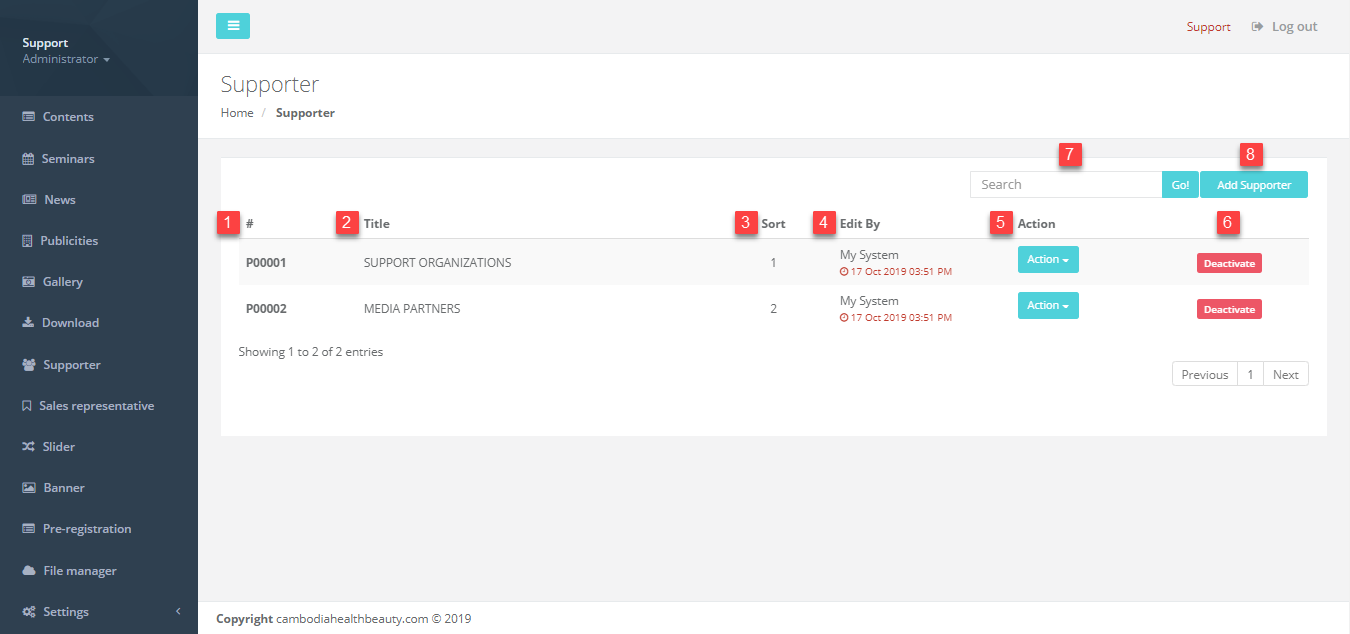 Support
Administrator
Contents
Seminars
News
Publicities
Gallery
Download
Supporter
Sales representative
Slider
Banner
Pre-registration
File manager
Settings
Support Log out
Supporter
Home / Supporter
7 8
Search Go! Add Supporter
1 # 2 Title 3 Sort 4 Edit By 5 Action 6
P00001 SUPPORT ORGANIZATIONS 1 My System Action Deactivate
17 Oct 2019 03:51 PM
P00002 MEDIA PARTNERS 2 My System Action Deactivate
17 Oct 2019 03:51 PM
Showing 1 to 2 of 2 entries
Previous 1 Next
Copyright cambodiahealthbeauty.com © 2019